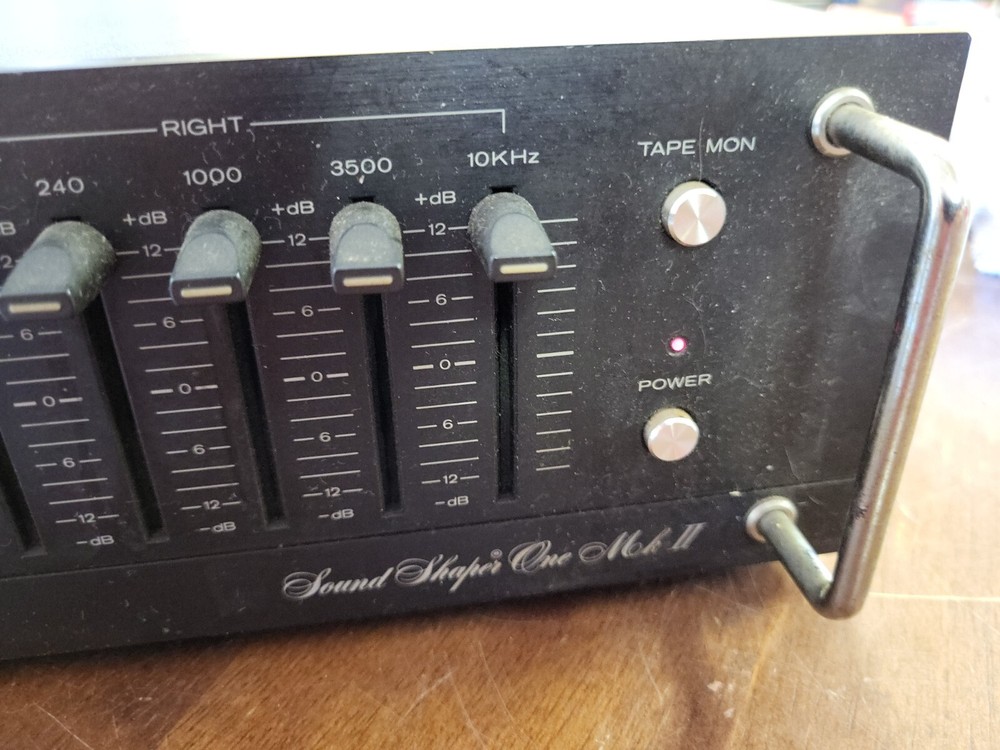 RIGHT
240 1000 3500 10KHz
+dB +dB +dB
12 12 12
6 6 6 6
0 0 0 0
6 6 6 6
12 12 12 12
-dB -dB -dB -dB
TAPE MON
POWER
Sound Shaper® One Mk II